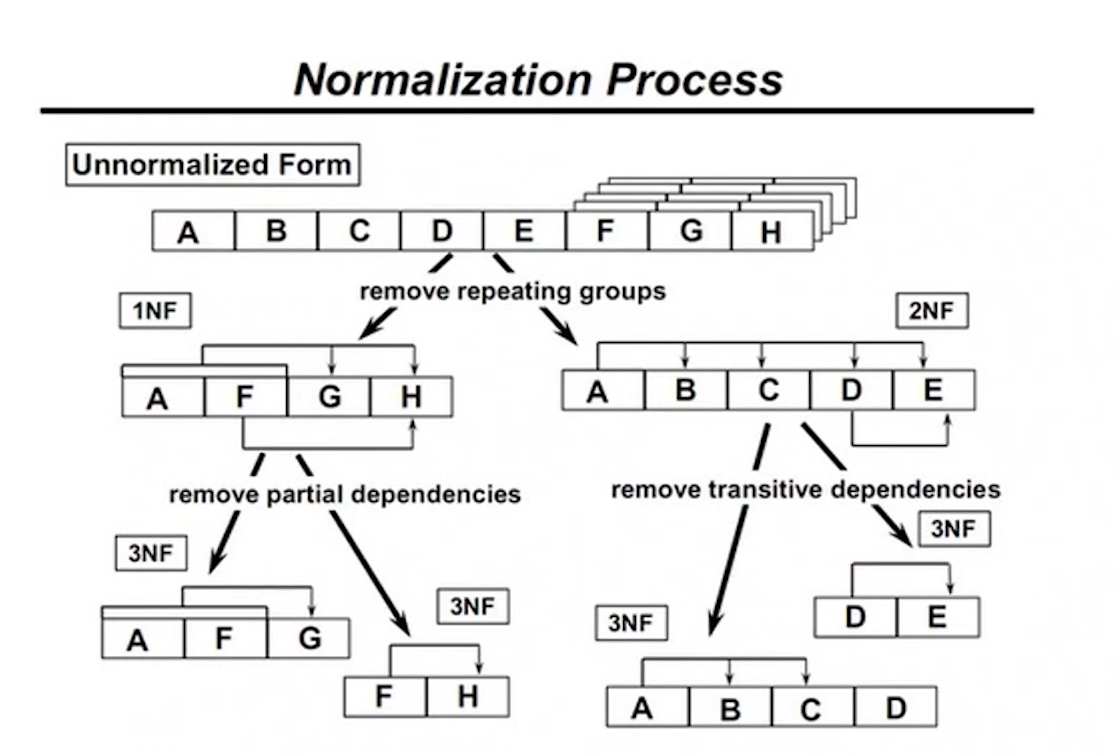 Normalization Process
Unnormalized Form
A B C D E F G H
remove repeating groups
1NF
2NF
A F G H
A B C D E
remove partial dependencies
remove transitive dependencies
3NF
3NF
A F G
D E
3NF
3NF
F H
A B C D